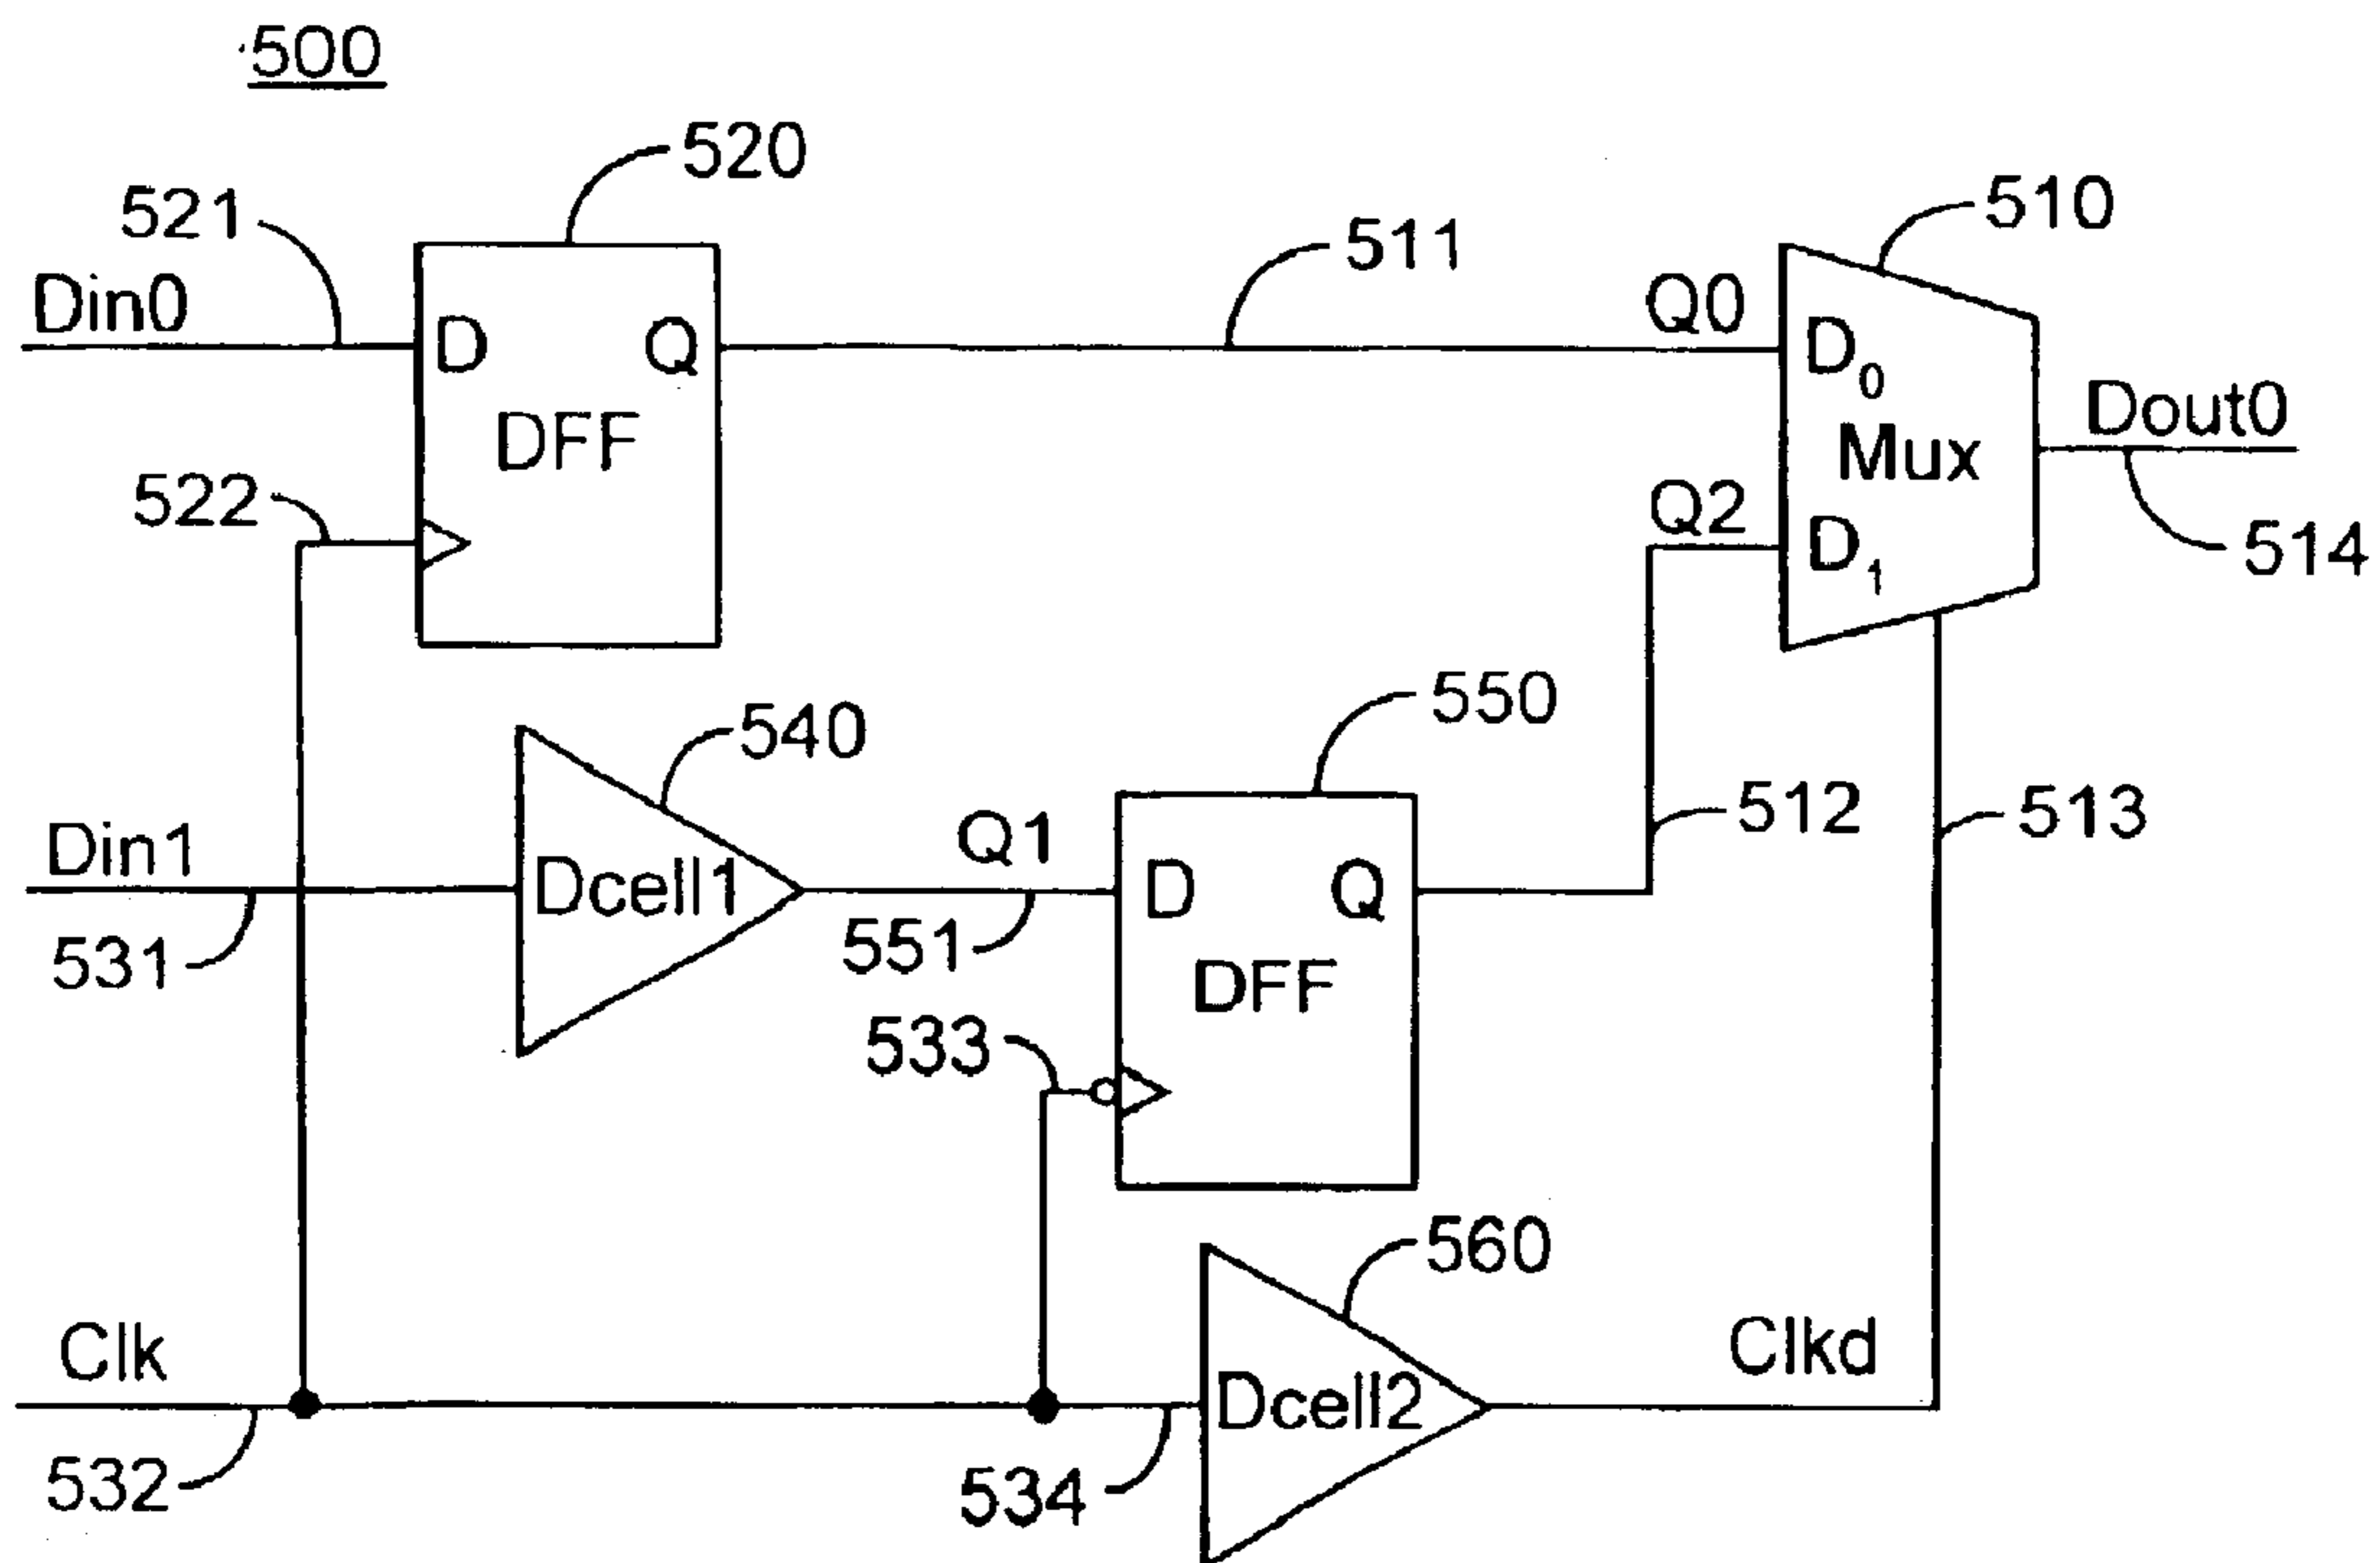 500
520
510
521
511
Din0
Q0
D
Q
D0
DFF
Dout0
Mux
522
Q2
D1
514
550
540
512
513
Din1
Q1
Dcell1
D
Q
551
531
DFF
533
560
Clk
Clkd
Dcell2
532
534